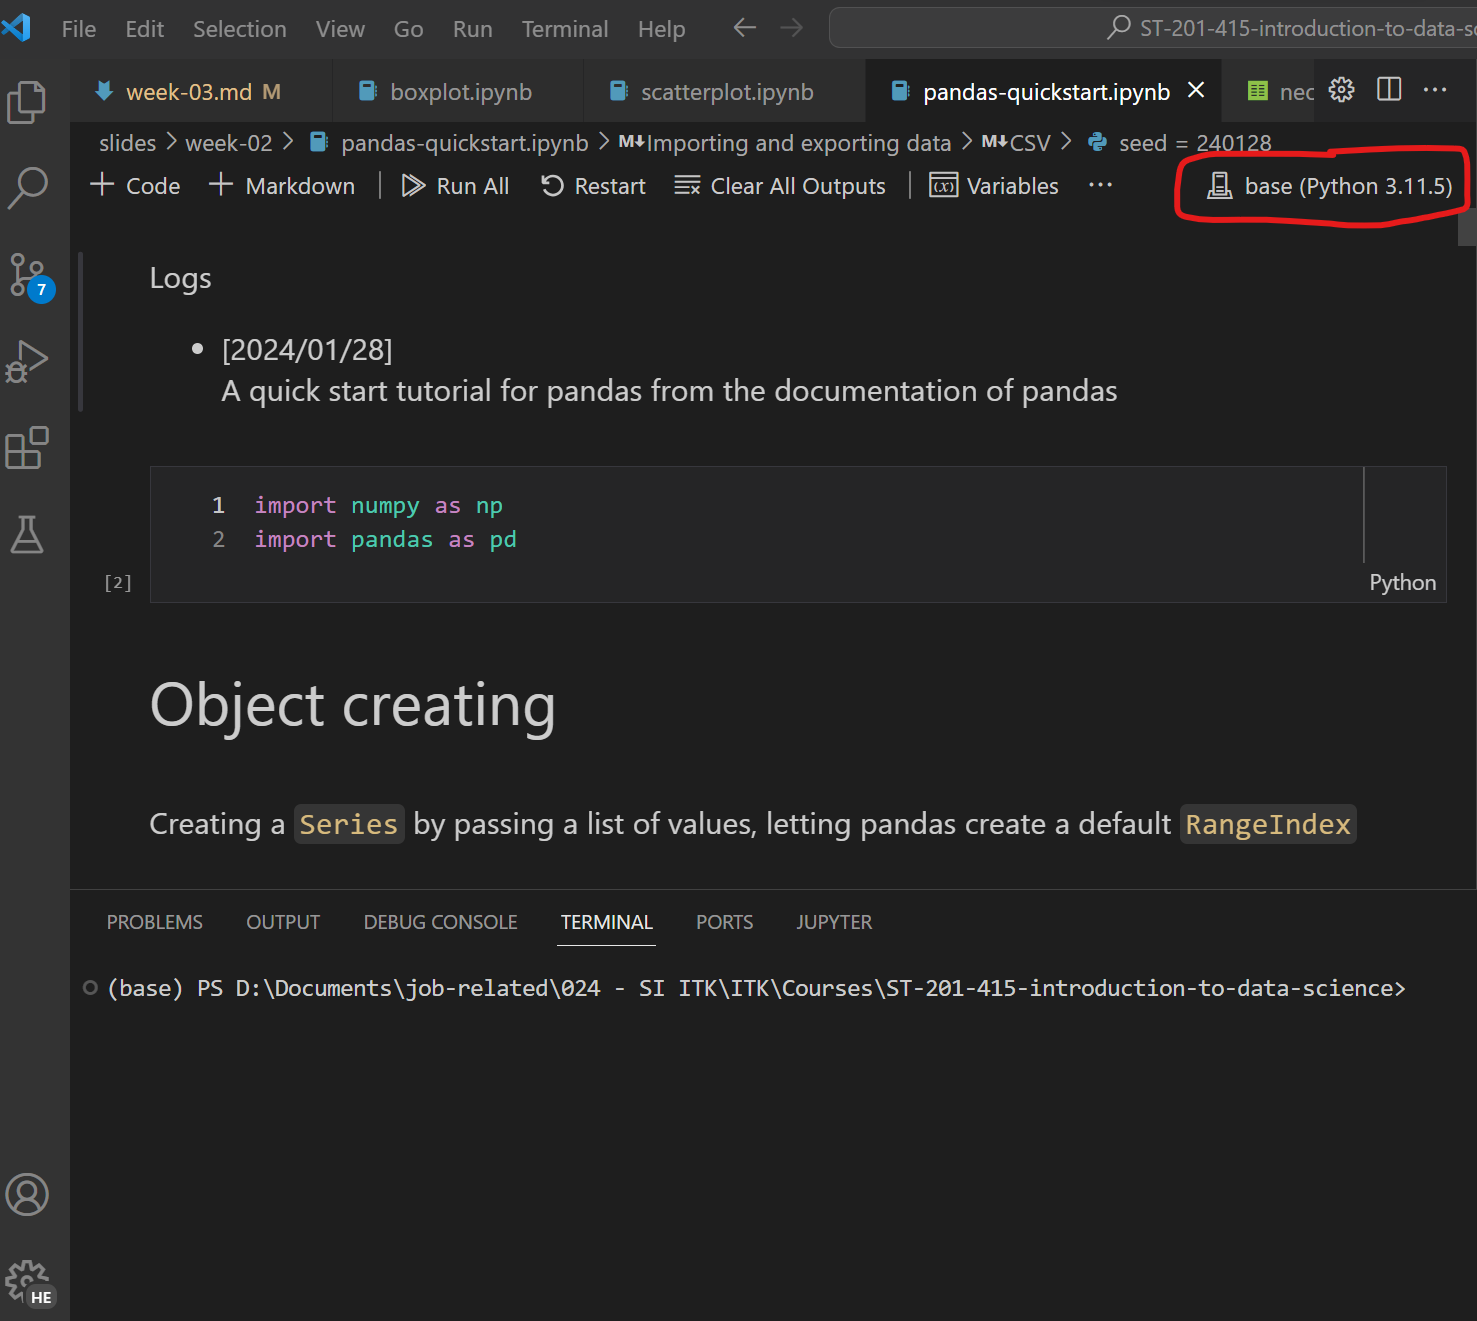 File Edit Selection View Go Run Terminal Help ST-201-415-introduction-to-data-sc
week-03.md M boxplot.ipynb scatterplot.ipynb pandas-quickstart.ipynb nec
slides > week-02 > pandas-quickstart.ipynb > M↓Importing and exporting data > M↓CSV > seed = 240128
+ Code + Markdown | Run All Restart Clear All Outputs | Variables ... base (Python 3.11.5)
Logs
• [2024/01/28]
A quick start tutorial for pandas from the documentation of pandas
1 import numpy as np
2 import pandas as pd
[2]
Python
Object creating
Creating a Series by passing a list of values, letting pandas create a default RangeIndex
PROBLEMS OUTPUT DEBUG CONSOLE TERMINAL PORTS JUPYTER
(base) PS D:\Documents\job-related\024 - SI ITK\ITK\Courses\ST-201-415-introduction-to-data-science>
7
HE